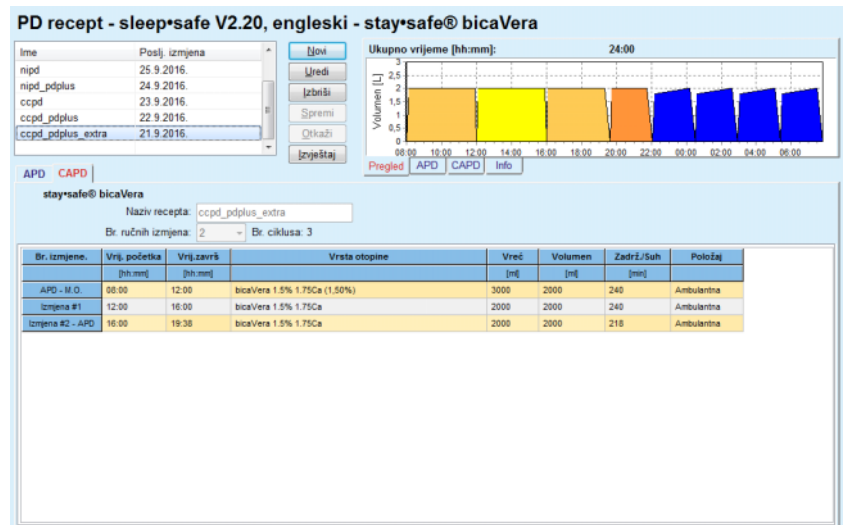 PD recept - sleep•safe V2.20, engleski - stay•safe® bicaVera
Ime Poslj. izmjena
nipd 25.9.2016.
nipd_pdplus 24.9.2016.
ccpd 23.9.2016.
ccpd_pdplus 22.9.2016.
ccpd_pdplus_extra 21.9.2016.
Novi
Uredi
Izbriši
Spremi
Otkaži
Izvještaj
Ukupno vrijeme [hh:mm]: 24:00
Volumen [L]
3
2,5
2
1,5
1
0,5
0
08:00 10:00 12:00 14:00 16:00 18:00 20:00 22:00 00:00 02:00 04:00 06:00
Pregled APD CAPD Info
APD CAPD
stay•safe® bicaVera
Naziv recepta: ccpd_pdplus_extra
Br. ručnih izmjena: 2 Br. ciklusa: 3
Br. izmjene. Vrij. početka Vrij.završ Vrsta otopine Vreć Volumen Zadrž./Suh Položaj
[hh:mm] [hh:mm] [ml] [ml] [min]
APD - M.O. 08:00 12:00 bicaVera 1.5% 1.75Ca (1,50%) 3000 2000 240 Ambulantna
Izmjena #1 12:00 16:00 bicaVera 1.5% 1.75Ca 2000 2000 240 Ambulantna
Izmjena #2 - APD 16:00 19:38 bicaVera 1.5% 1.75Ca 2000 2000 218 Ambulantna